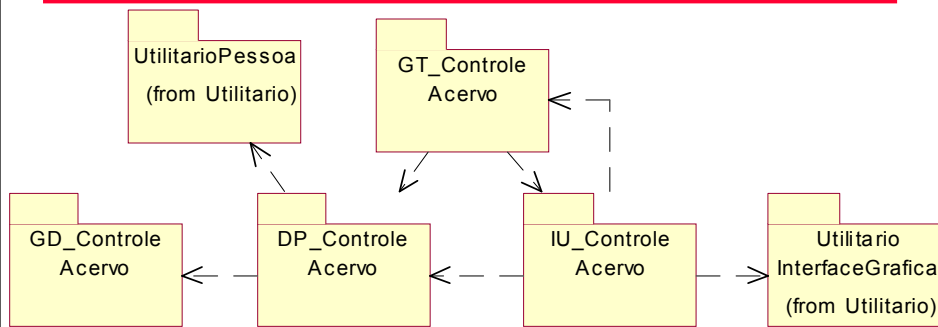 UtilitarioPessoa
(from Utilitario)
GT_Controle
Acervo
GD_Controle
Acervo
DP_Controle
Acervo
IU_Controle
Acervo
Utilitario
InterfaceGrafica
(from Utilitario)